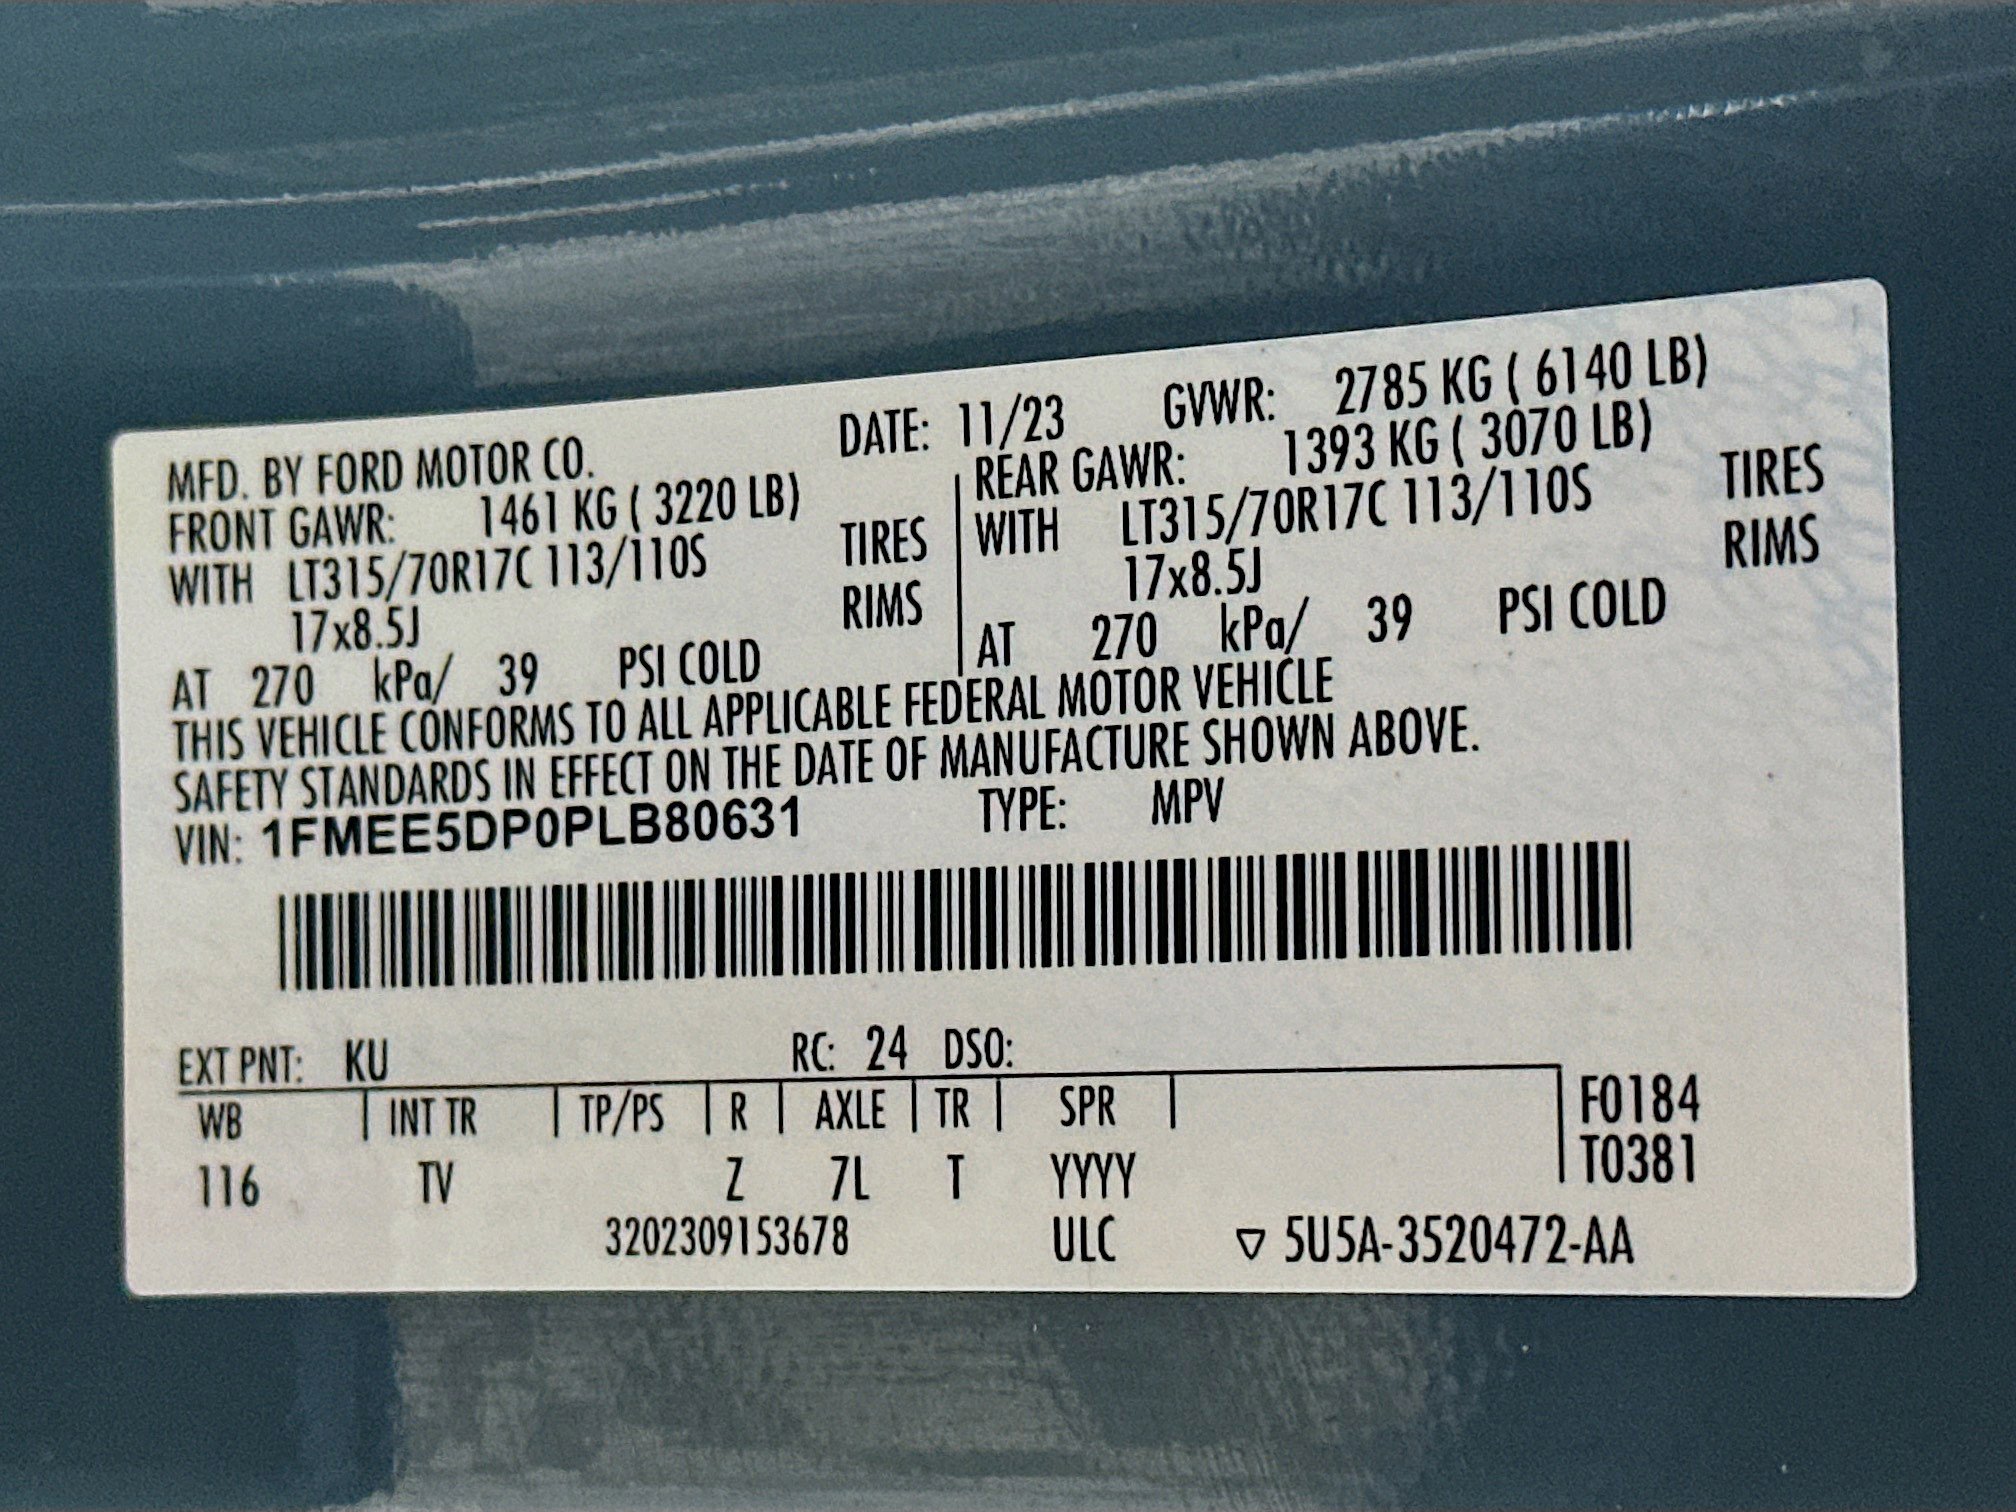 MFD. BY FORD MOTOR CO. DATE: 11/23 GVWR: 2785 KG ( 6140 LB)
FRONT GAWR: 1461 KG ( 3220 LB) REAR GAWR: 1393 KG ( 3070 LB)
WITH LT315/70R17C 113/110S TIRES WITH LT315/70R17C 113/110S TIRES
17x8.5J RIMS 17x8.5J RIMS
AT 270 kPa/ 39 PSI COLD AT 270 kPa/ 39 PSI COLD
THIS VEHICLE CONFORMS TO ALL APPLICABLE FEDERAL MOTOR VEHICLE
SAFETY STANDARDS IN EFFECT ON THE DATE OF MANUFACTURE SHOWN ABOVE.
VIN: 1FMEE5DP0PLB80631 TYPE: MPV
EXT PNT: KU RC: 24 DSO:
WB INT TR TP/PS R AXLE TR SPR F0184
116 TV Z 7L T YYYY T0381
3202309153678 ULC ▽ 5U5A-3520472-AA